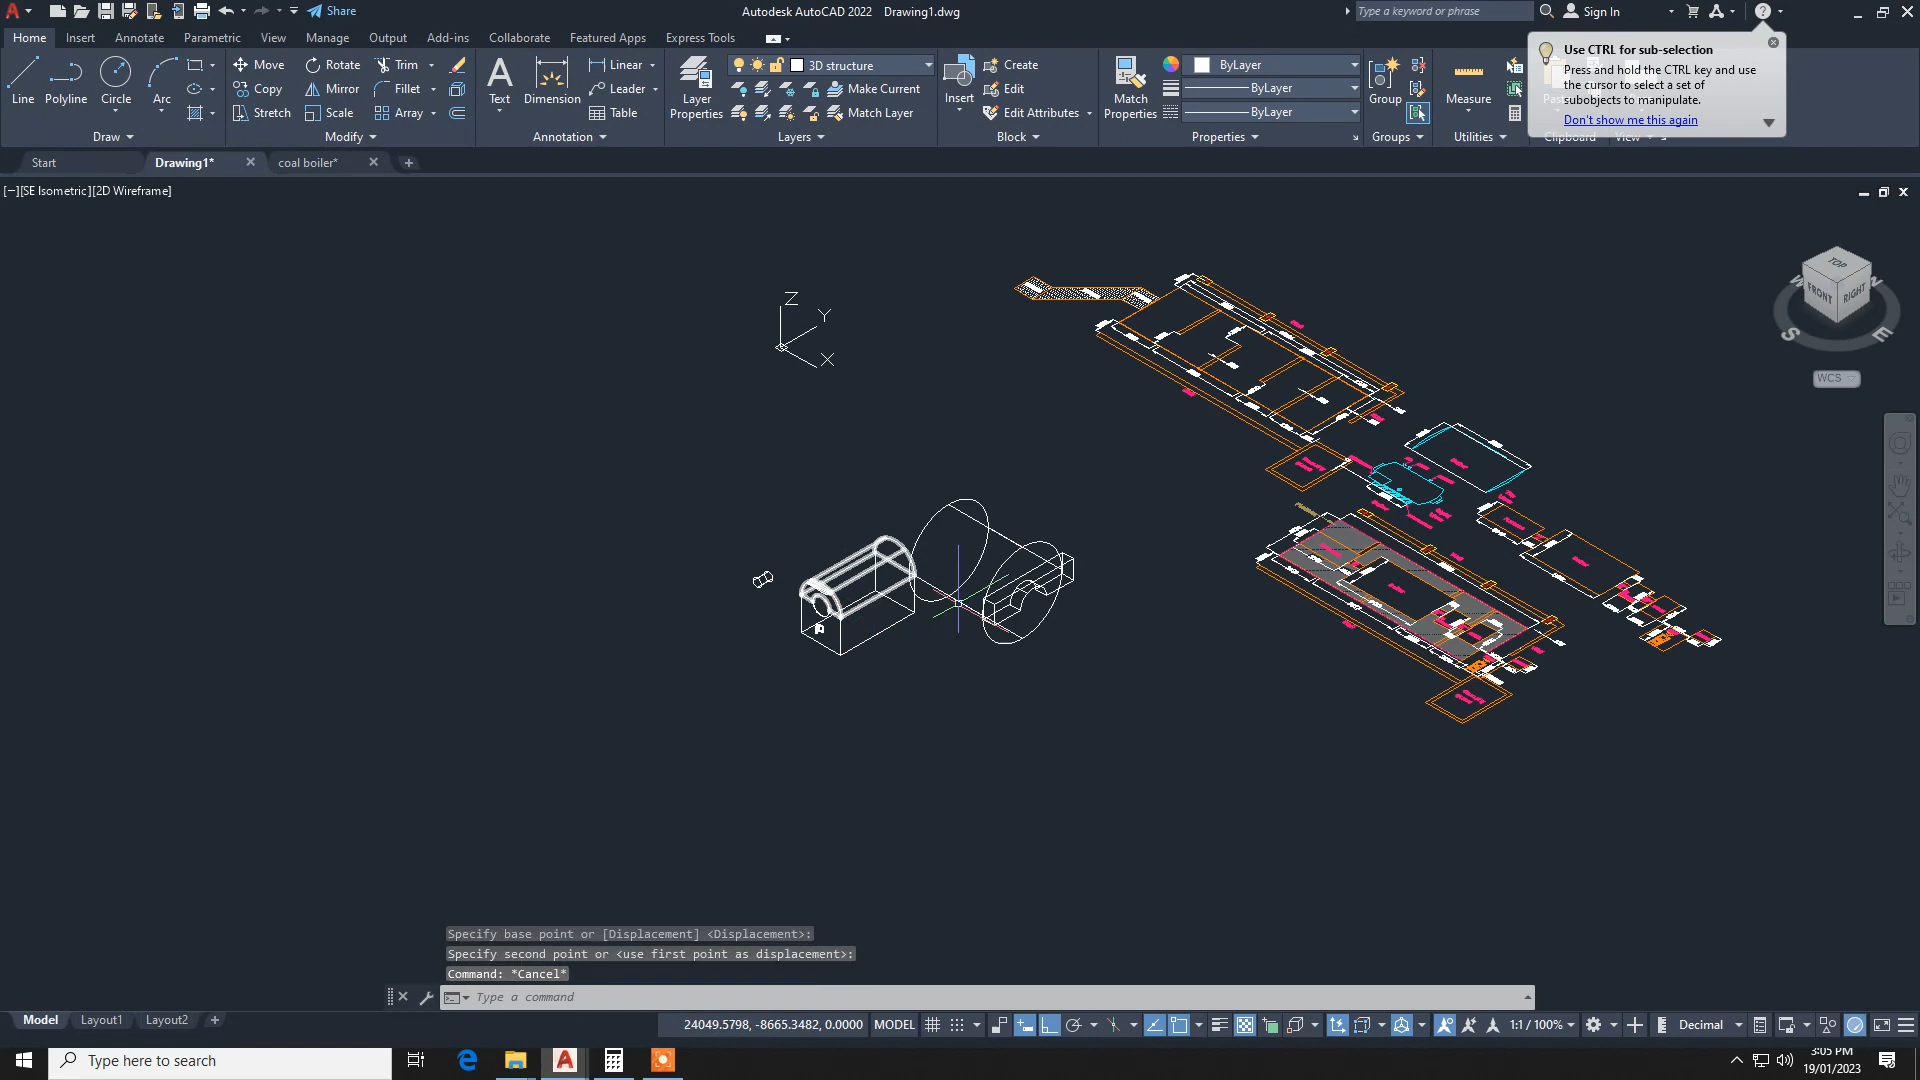 Share
Autodesk AutoCAD 2022 Drawing1.dwg
Type a keyword or phrase
Sign In
Home Insert Annotate Parametric View Manage Output Add-ins Collaborate Featured Apps Express Tools
Line Polyline Circle Arc
Draw
Move Rotate Trim
Copy Mirror Fillet
Stretch Scale Array
Modify
Text Dimension
Linear
Leader
Table
Annotation
Layer Properties
3D structure
Make Current
Match Layer
Layers
Insert
Create
Edit
Edit Attributes
Block
Match Properties
ByLayer
ByLayer
ByLayer
Properties
Group
Groups
Measure
Utilities
Clipboard
View
Use CTRL for sub-selection
Press and hold the CTRL key and use
the cursor to select a set of
subobjects to manipulate.
Don't show me this again
Start Drawing1* coal boiler*
[−][SE Isometric][2D Wireframe]
Z
Y
X
TOP
FRONT RIGHT
W N S E
WCS
Specify base point or [Displacement] <Displacement>:
Specify second point or <use first point as displacement>:
Command: *Cancel*
Type a command
Model Layout1 Layout2
24049.5798, -8665.3482, 0.0000 MODEL 1:1 / 100% Decimal
Type here to search
3:05 PM
19/01/2023